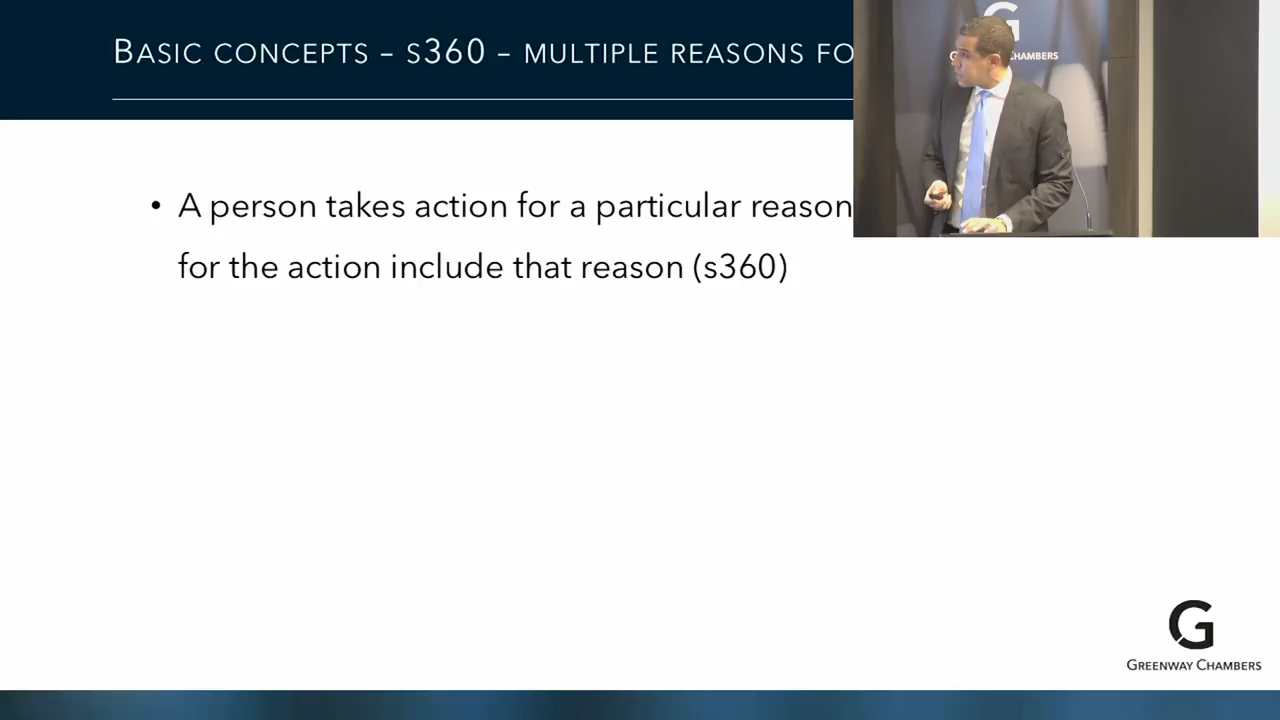 BASIC CONCEPTS – S360 – MULTIPLE REASONS FO
CHAMBERS
• A person takes action for a particular reason
for the action include that reason (s360)
G
GREENWAY CHAMBERS